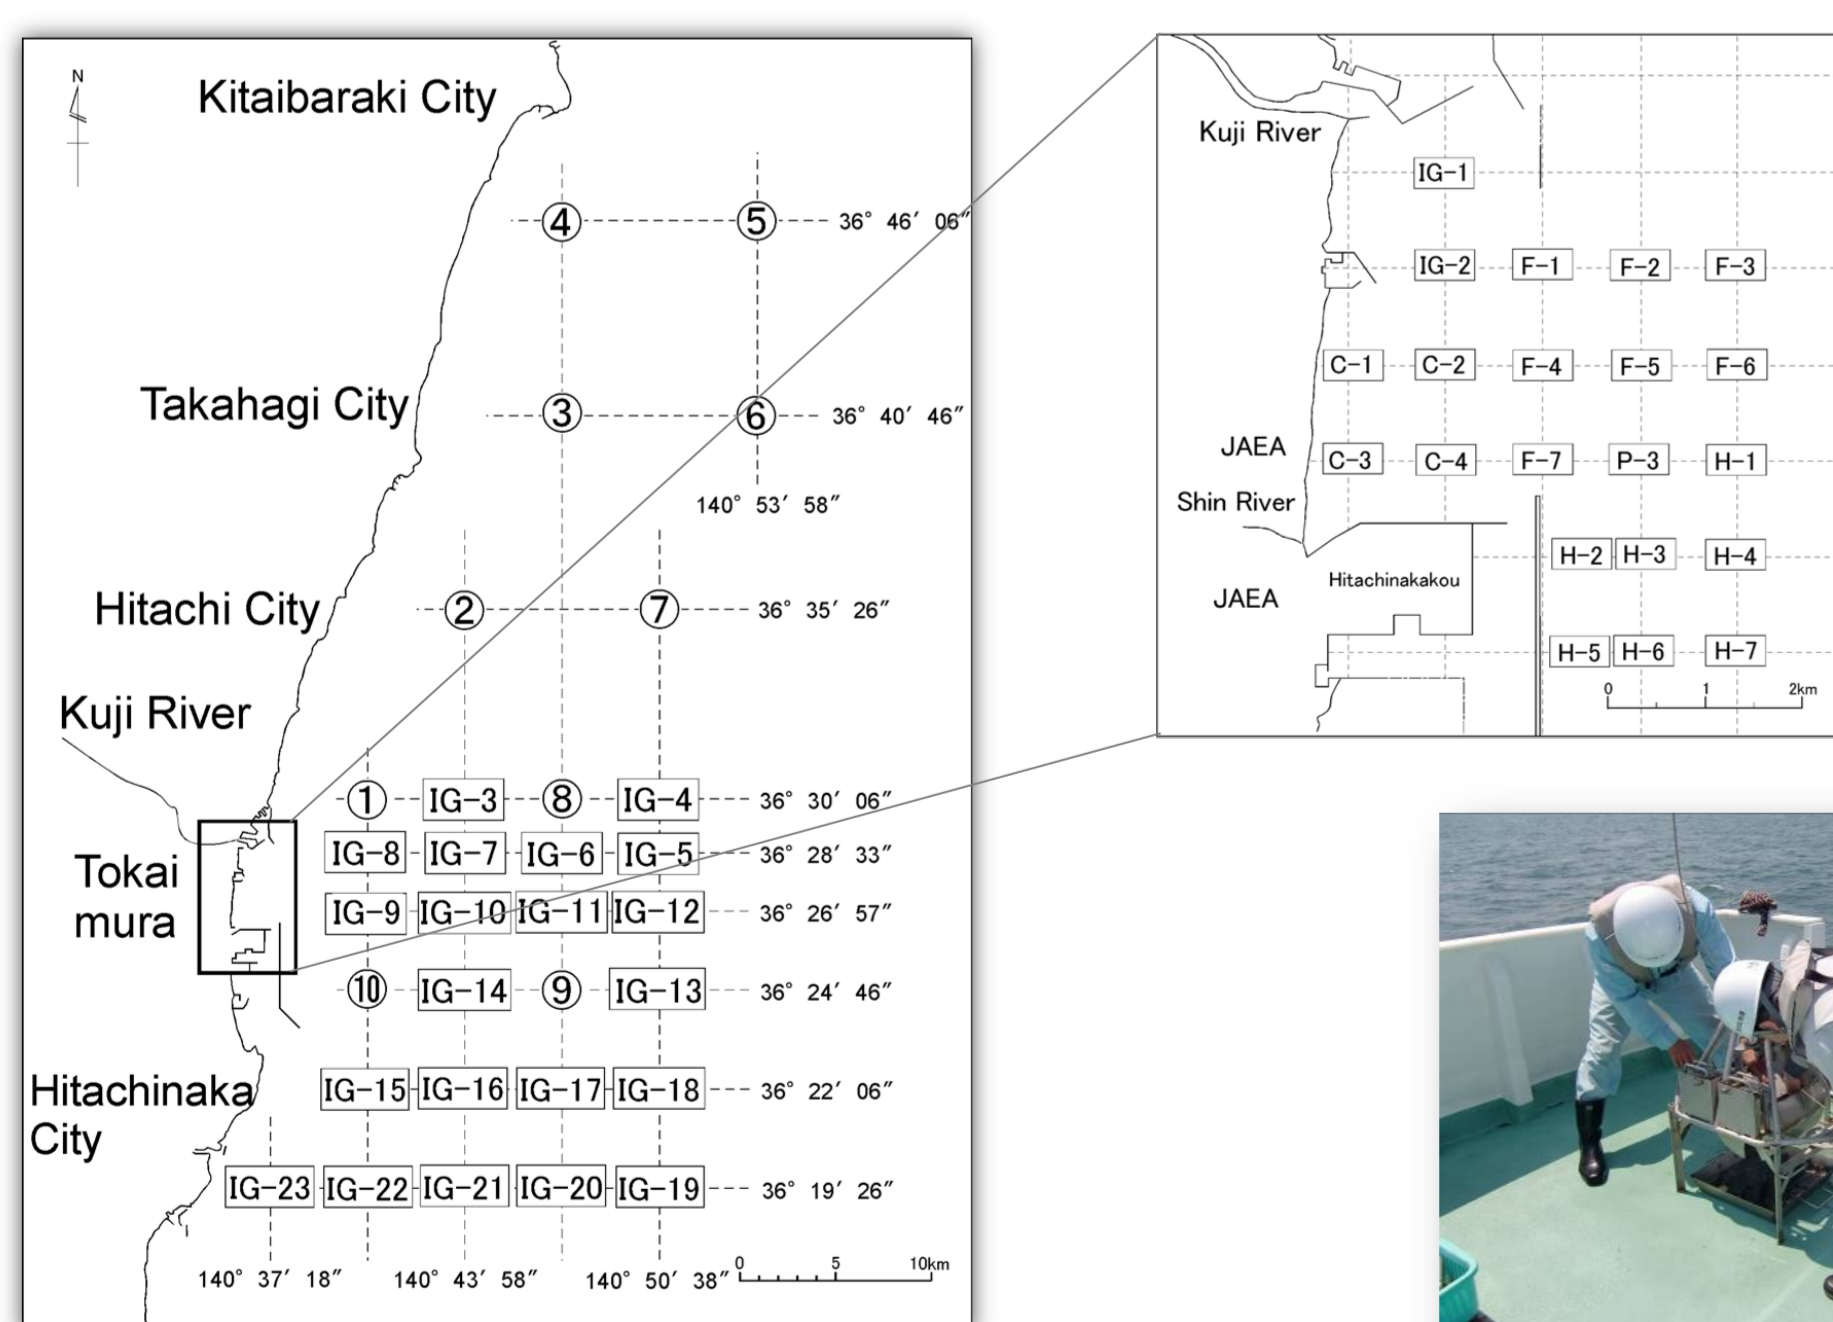 N
Kitaibaraki City
④ ⑤ 36° 46′ 06″
Takahagi City
③ ⑥ 36° 40′ 46″
140° 53′ 58″
Hitachi City
② ⑦ 36° 35′ 26″
Kuji River
① IG-3 ⑧ IG-4 36° 30′ 06″
IG-8 IG-7 IG-6 IG-5 36° 28′ 33″
Tokai
mura
IG-9 IG-10 IG-11 IG-12 36° 26′ 57″
⑩ IG-14 ⑨ IG-13 36° 24′ 46″
Hitachinaka
City
IG-15 IG-16 IG-17 IG-18 36° 22′ 06″
IG-23 IG-22 IG-21 IG-20 IG-19 36° 19′ 26″
140° 37′ 18″ 140° 43′ 58″ 140° 50′ 38″
0 5 10km
Kuji River
IG-1
IG-2 F-1 F-2 F-3
C-1 C-2 F-4 F-5 F-6
JAEA
C-3 C-4 F-7 P-3 H-1
Shin River
H-2 H-3 H-4
Hitachinakakou
JAEA
H-5 H-6 H-7
0 1 2km